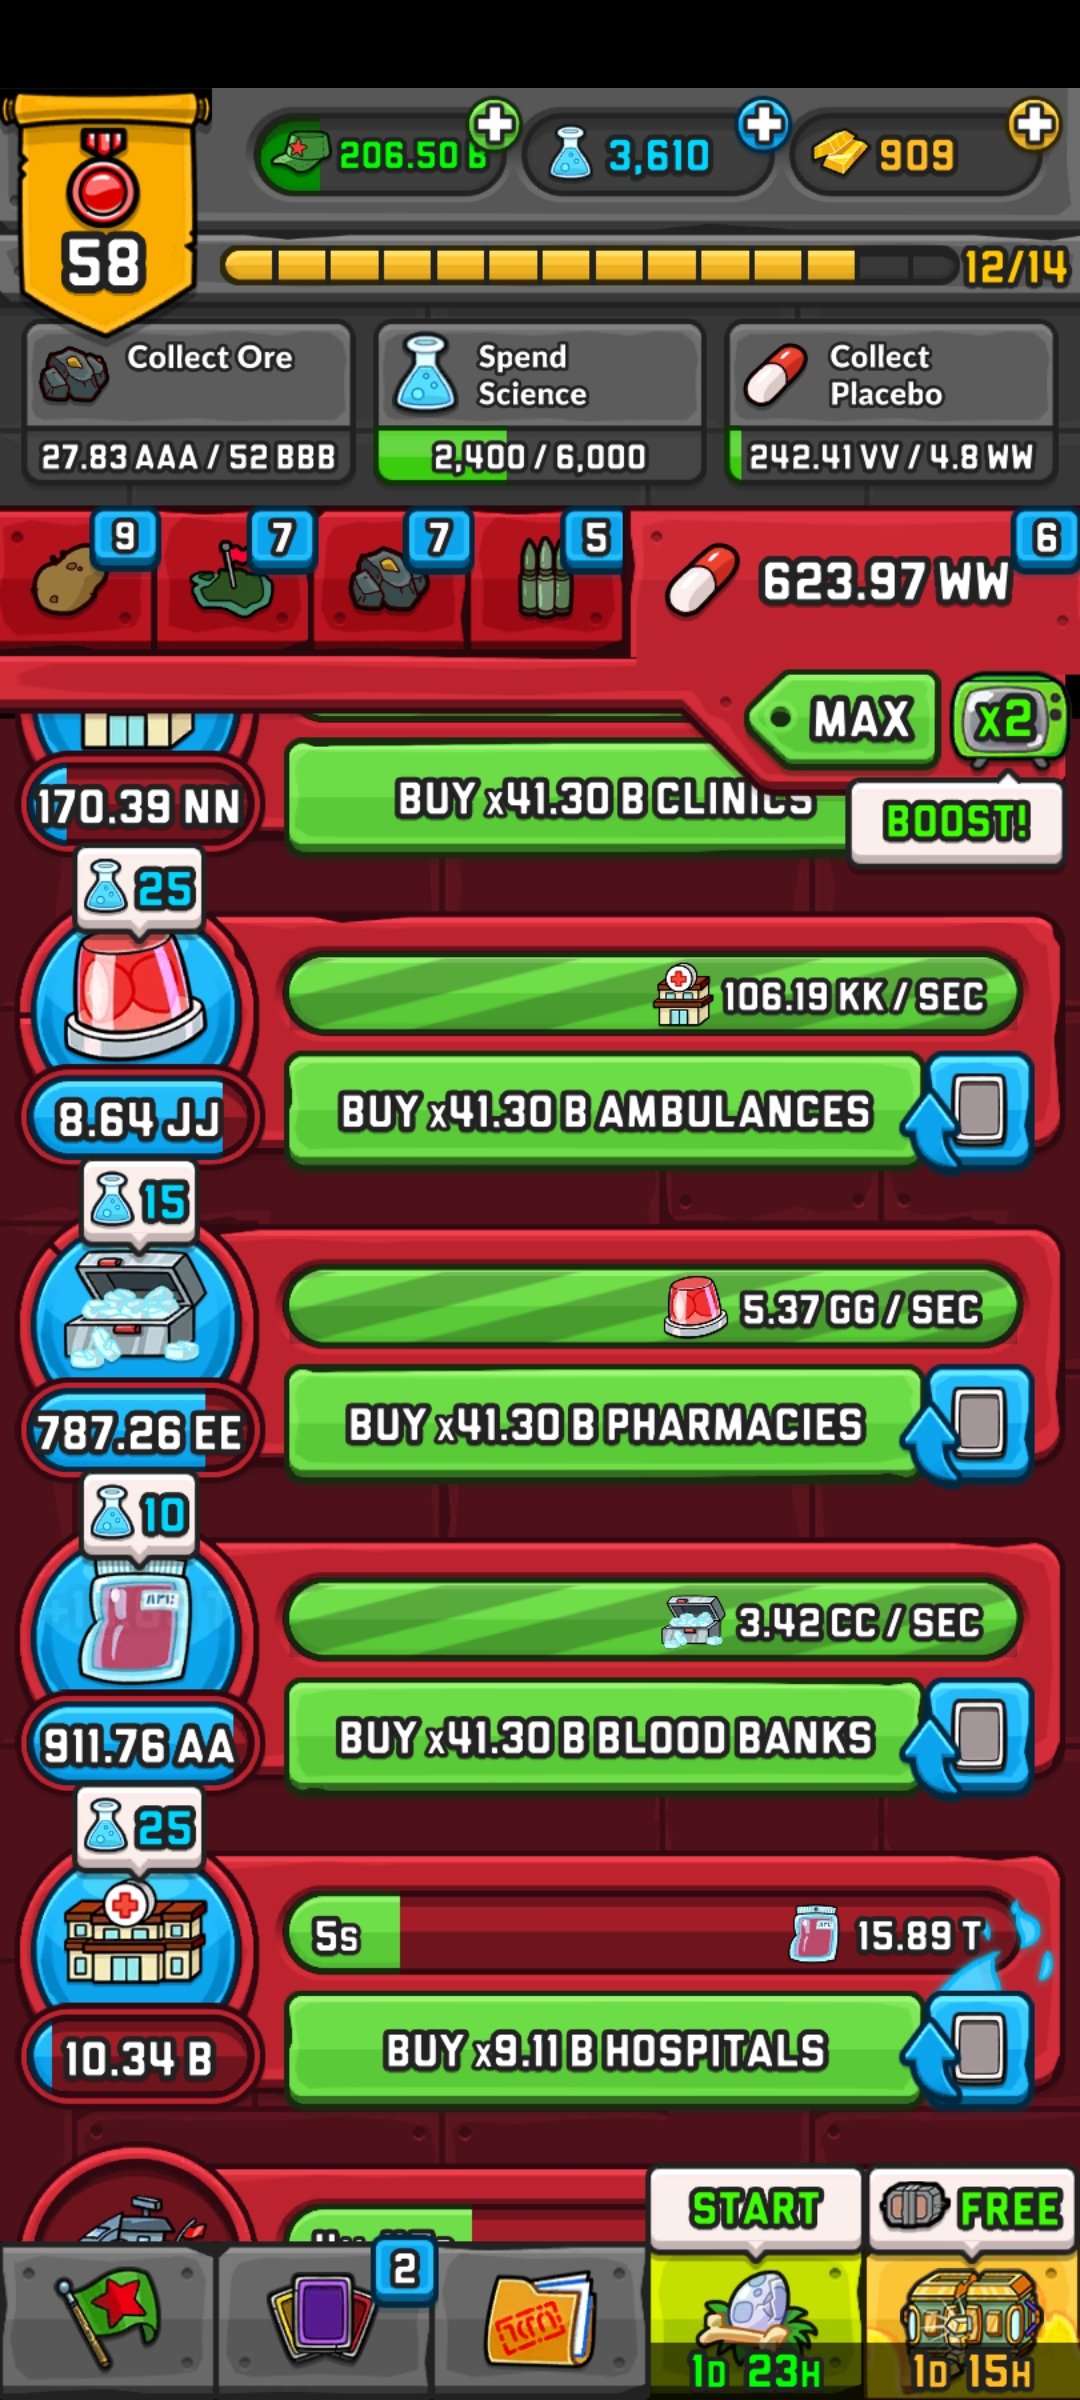 58
206.50 B
3,610
909
12/14
Collect Ore
27.83 AAA / 52 BBB
Spend
Science
2,400 / 6,000
Collect
Placebo
242.41 VV / 4.8 WW
9
7
7
5
6
623.97 WW
MAX
x2
BOOST!
170.39 NN
BUY x41.30 B CLINICS
25
106.19 KK / SEC
8.64 JJ
BUY x41.30 B AMBULANCES
15
5.37 GG / SEC
787.26 EE
BUY x41.30 B PHARMACIES
10
3.42 CC / SEC
911.76 AA
BUY x41.30 B BLOOD BANKS
25
5s
15.89 T
10.34 B
BUY x9.11 B HOSPITALS
START
FREE
2
1D 23H
1D 15H